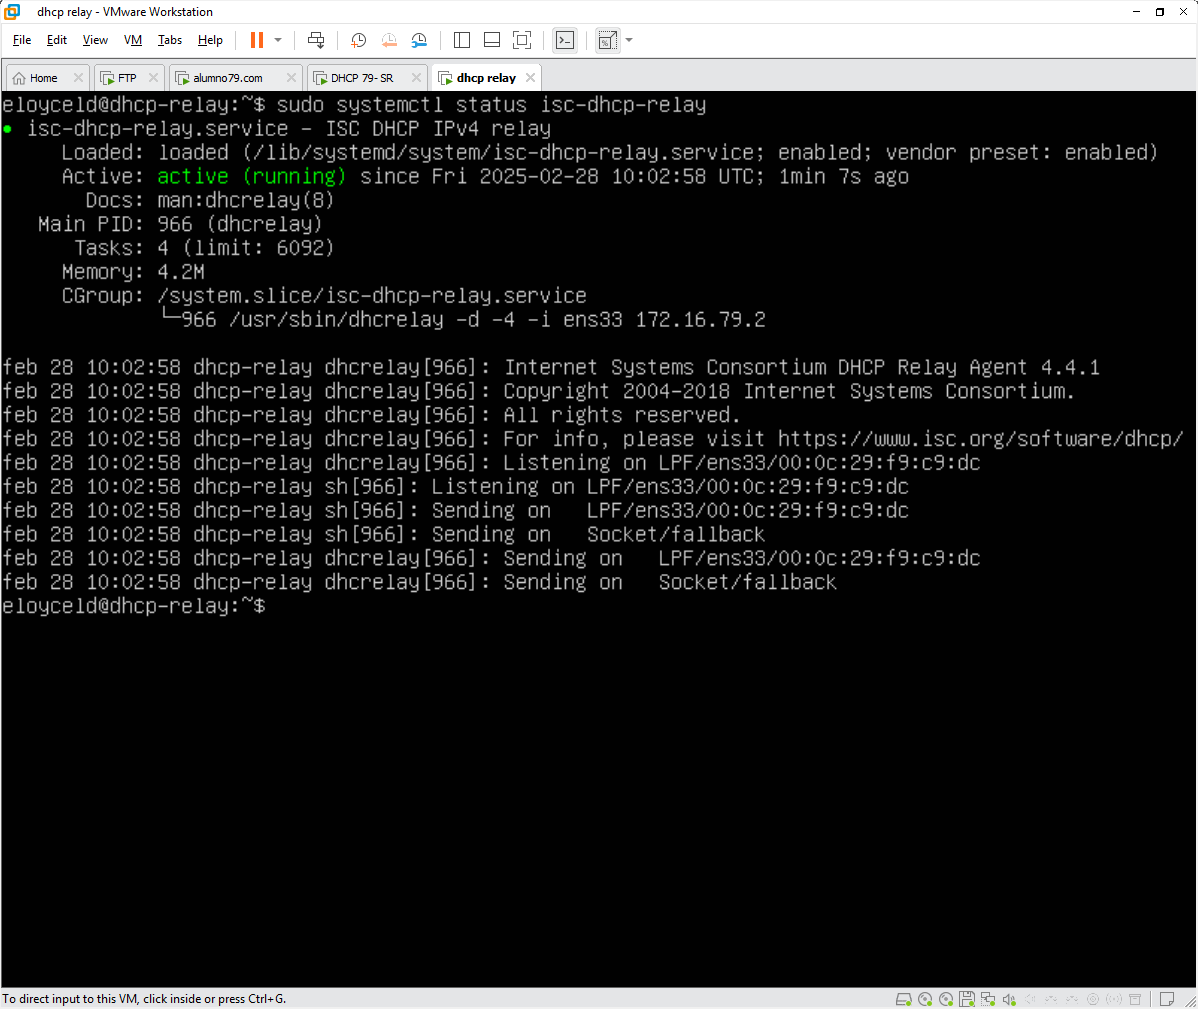 dhcp relay - VMware Workstation
File Edit View VM Tabs Help
Home FTP alumno79.com DHCP 79- SR dhcp relay
eloyceld@dhcp-relay:~$ sudo systemctl status isc-dhcp-relay
● isc-dhcp-relay.service - ISC DHCP IPv4 relay
Loaded: loaded (/lib/systemd/system/isc-dhcp-relay.service; enabled; vendor preset: enabled)
Active: active (running) since Fri 2025-02-28 10:02:58 UTC; 1min 7s ago
Docs: man:dhcrelay(8)
Main PID: 966 (dhcrelay)
Tasks: 4 (limit: 6092)
Memory: 4.2M
CGroup: /system.slice/isc-dhcp-relay.service
└─966 /usr/sbin/dhcrelay -d -4 -i ens33 172.16.79.2
feb 28 10:02:58 dhcp-relay dhcrelay[966]: Internet Systems Consortium DHCP Relay Agent 4.4.1
feb 28 10:02:58 dhcp-relay dhcrelay[966]: Copyright 2004-2018 Internet Systems Consortium.
feb 28 10:02:58 dhcp-relay dhcrelay[966]: All rights reserved.
feb 28 10:02:58 dhcp-relay dhcrelay[966]: For info, please visit https://www.isc.org/software/dhcp/
feb 28 10:02:58 dhcp-relay dhcrelay[966]: Listening on LPF/ens33/00:0c:29:f9:c9:dc
feb 28 10:02:58 dhcp-relay sh[966]: Listening on LPF/ens33/00:0c:29:f9:c9:dc
feb 28 10:02:58 dhcp-relay sh[966]: Sending on   LPF/ens33/00:0c:29:f9:c9:dc
feb 28 10:02:58 dhcp-relay sh[966]: Sending on   Socket/fallback
feb 28 10:02:58 dhcp-relay dhcrelay[966]: Sending on   LPF/ens33/00:0c:29:f9:c9:dc
feb 28 10:02:58 dhcp-relay dhcrelay[966]: Sending on   Socket/fallback
eloyceld@dhcp-relay:~$
To direct input to this VM, click inside or press Ctrl+G.